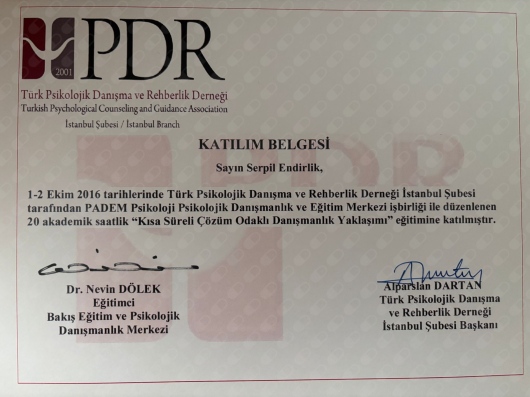 PDR
2001
Türk Psikolojik Danışma ve Rehberlik Derneği
Turkish Psychological Counseling and Guidance Association
İstanbul Şubesi / İstanbul Branch
KATILIM BELGESİ
Sayın Serpil Endirlik,
1-2 Ekim 2016 tarihlerinde Türk Psikolojik Danışma ve Rehberlik Derneği İstanbul Şubesi
tarafından PADEM Psikoloji Psikolojik Danışmanlık ve Eğitim Merkezi işbirliği ile düzenlenen
20 akademik saatlik “Kısa Süreli Çözüm Odaklı Danışmanlık Yaklaşımı” eğitimine katılmıştır.
Dr. Nevin DÖLEK
Eğitimci
Bakış Eğitim ve Psikolojik
Danışmanlık Merkezi
Alparslan DARTAN
Türk Psikolojik Danışma
ve Rehberlik Derneği
İstanbul Şubesi Başkanı